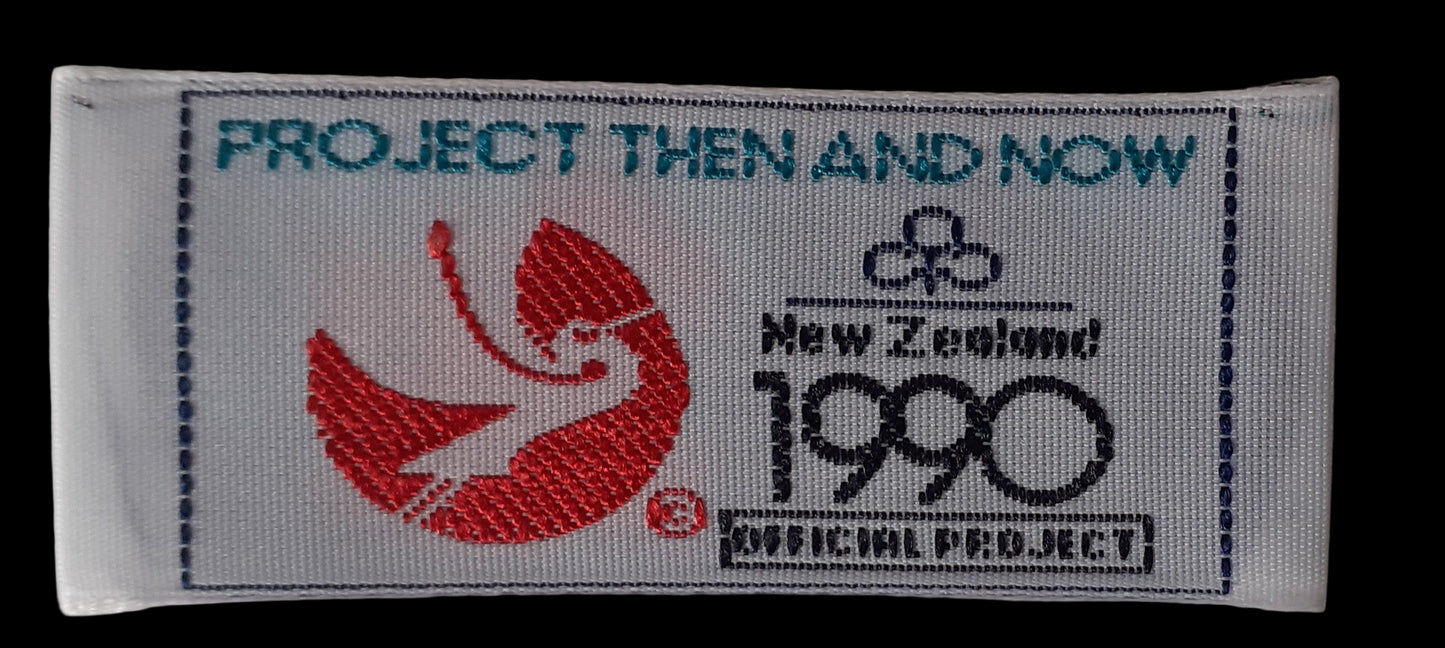 PROJECT THEN AND NOW
New Zealand
1990
OFFICIAL PROJECT
©